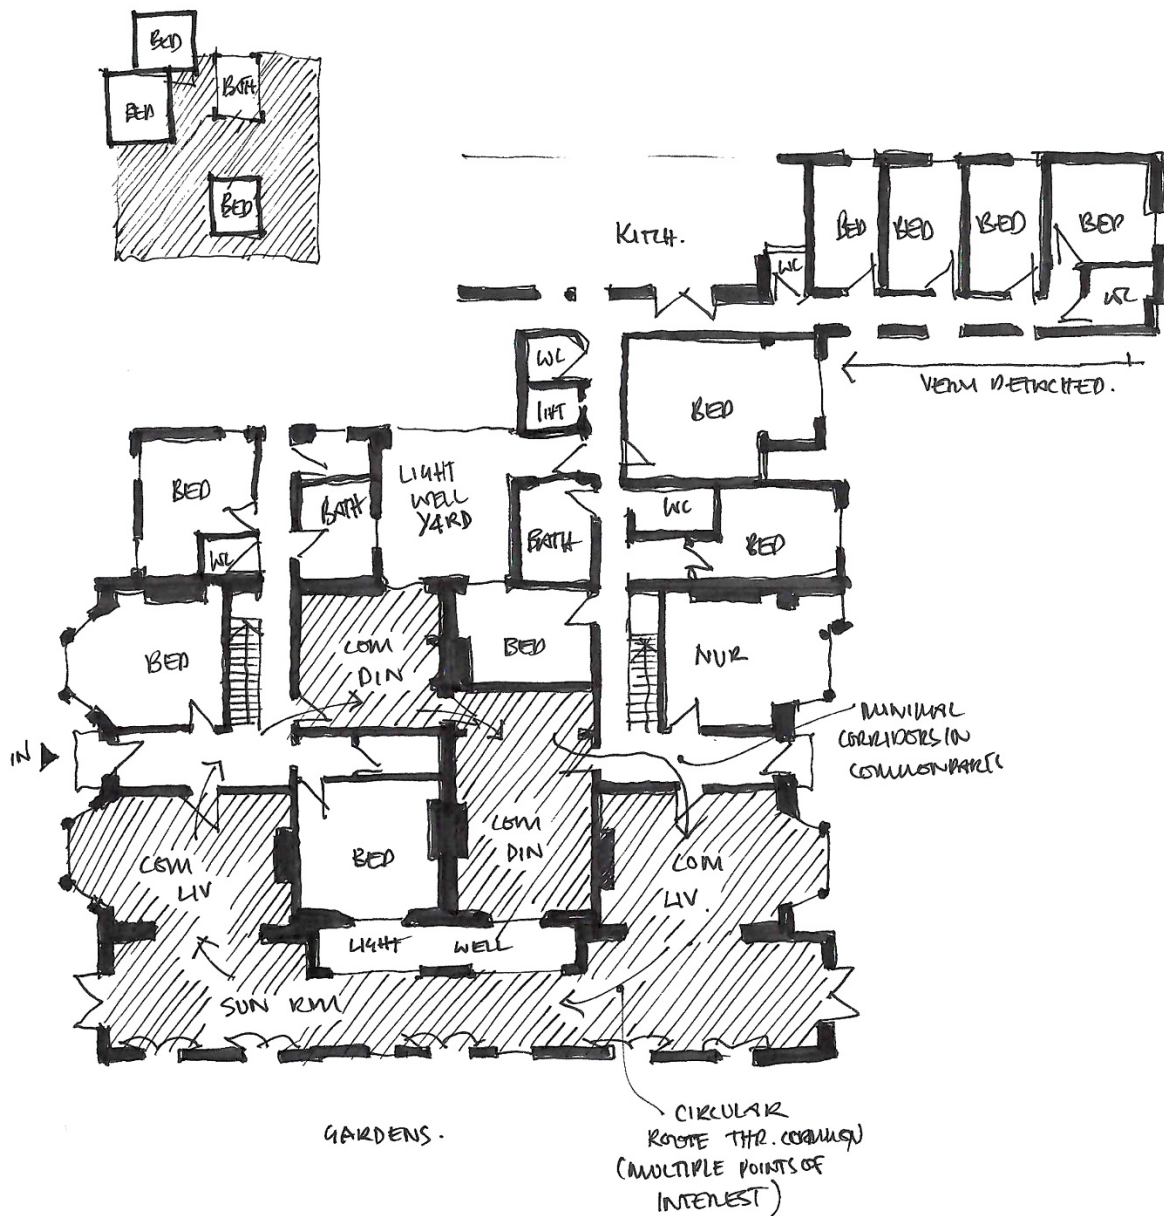 BED
BED
BATH
BED
KITCH.
WC
BED
BED
BED
BED
WC
VERY DETACHED.
WC
LIFT
BED
BED
WC
BATH
LIGHT
WELL
YARD
BATH
WC
BED
BED
COM
DIN
BED
NUR
IN
MINIMAL
CORRIDORS IN
COMMON PARTS
COM
LIV
BED
COM
DIN
COM
LIV.
LIGHT WELL
SUN RM
GARDENS.
CIRCULAR
ROUTE THR. COMMON
(MULTIPLE POINTS OF
INTEREST)